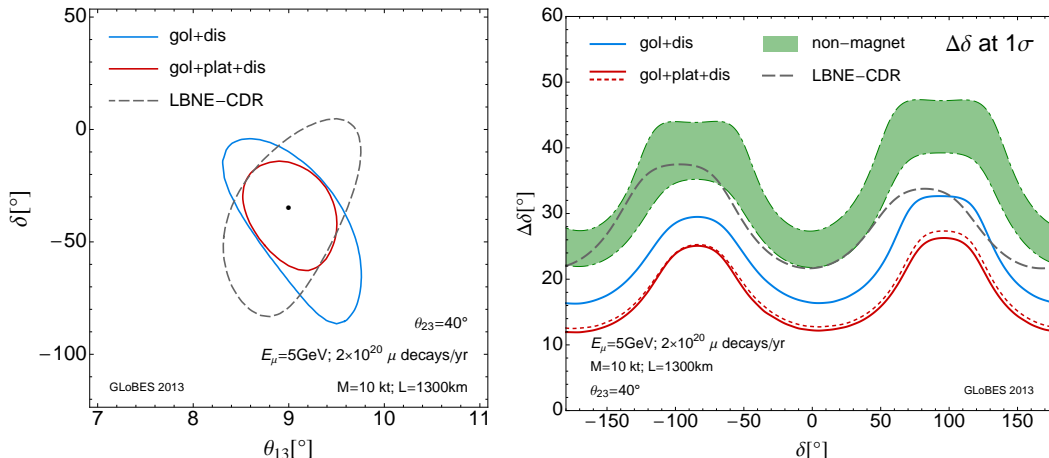 50
0
−50
−100
7
8
9
10
11
δ[°]
θ13[°]
gol+dis
gol+plat+dis
LBNE−CDR
θ23=40°
Eμ=5GeV; 2×10^20 μ decays/yr
GLoBES 2013
M=10 kt; L=1300km
60
50
40
30
20
10
0
−150
−100
−50
0
50
100
150
Δδ[°]
δ[°]
gol+dis
non−magnet
Δδ at 1σ
gol+plat+dis
LBNE−CDR
Eμ=5GeV; 2×10^20 μ decays/yr
M=10 kt; L=1300km
θ23=40°
GLoBES 2013